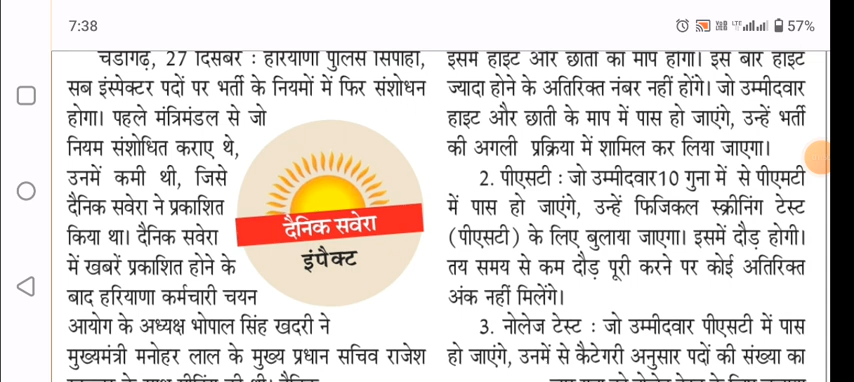 7:38
VoD
LTE
57%
चंडीगढ़, 27 दिसंबर : हरियाणा पुलिस सिपाही,
सब इंस्पेक्टर पदों पर भर्ती के नियमों में फिर संशोधन
होगा। पहले मंत्रिमंडल से जो
नियम संशोधित कराए थे,
उनमें कमी थी, जिसे
दैनिक सवेरा ने प्रकाशित
किया था। दैनिक सवेरा
में खबरें प्रकाशित होने के
बाद हरियाणा कर्मचारी चयन
आयोग के अध्यक्ष भोपाल सिंह खदरी ने
मुख्यमंत्री मनोहर लाल के मुख्य प्रधान सचिव राजेश
दैनिक सवेरा
इंपैक्ट
इसमें हाइट और छाती का माप होगा। इस बार हाइट
ज्यादा होने के अतिरिक्त नंबर नहीं होंगे। जो उम्मीदवार
हाइट और छाती के माप में पास हो जाएंगे, उन्हें भर्ती
की अगली प्रक्रिया में शामिल कर लिया जाएगा।
2. पीएसटी : जो उम्मीदवार10 गुना में से पीएमटी
में पास हो जाएंगे, उन्हें फिजिकल स्क्रीनिंग टेस्ट
(पीएसटी) के लिए बुलाया जाएगा। इसमें दौड़ होगी।
तय समय से कम दौड़ पूरी करने पर कोई अतिरिक्त
अंक नहीं मिलेंगे।
3. नोलेज टेस्ट : जो उम्मीदवार पीएसटी में पास
हो जाएंगे, उनमें से कैटेगरी अनुसार पदों की संख्या का